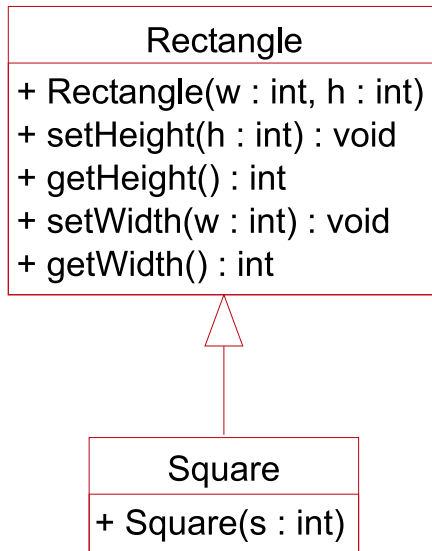 Rectangle
+ Rectangle(w : int, h : int)
+ setHeight(h : int) : void
+ getHeight() : int
+ setWidth(w : int) : void
+ getWidth() : int
Square
+ Square(s : int)